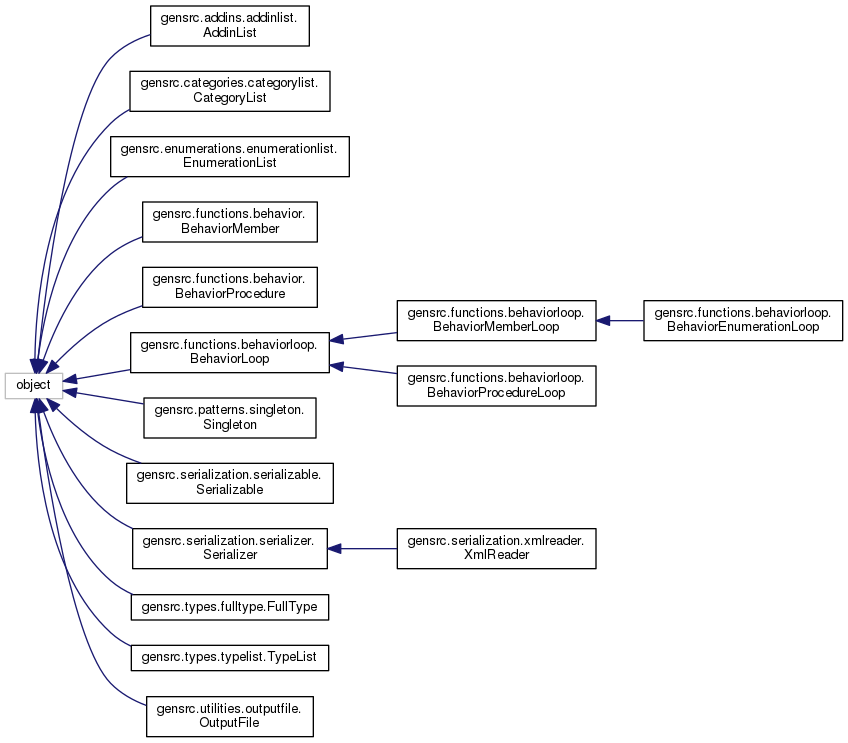 gensrc.addins.addinlist.
AddinList
gensrc.categories.categorylist.
CategoryList
gensrc.enumerations.enumerationlist.
EnumerationList
gensrc.functions.behavior.
BehaviorMember
gensrc.functions.behavior.
BehaviorProcedure
gensrc.functions.behaviorloop.
BehaviorLoop
gensrc.functions.behaviorloop.
BehaviorMemberLoop
gensrc.functions.behaviorloop.
BehaviorEnumerationLoop
gensrc.functions.behaviorloop.
BehaviorProcedureLoop
object
gensrc.patterns.singleton.
Singleton
gensrc.serialization.serializable.
Serializable
gensrc.serialization.serializer.
Serializer
gensrc.serialization.xmlreader.
XmlReader
gensrc.types.fulltype.FullType
gensrc.types.typelist.TypeList
gensrc.utilities.outputfile.
OutputFile